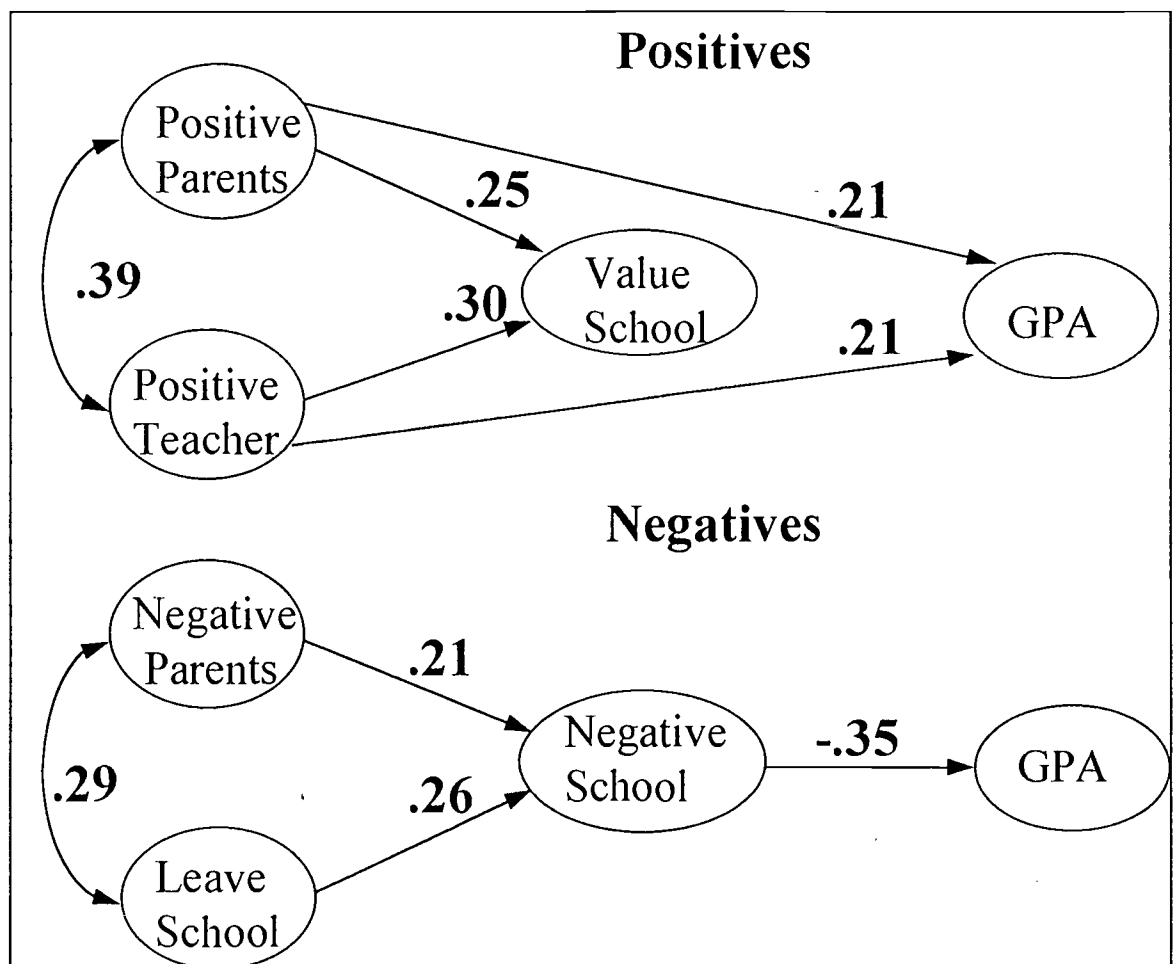 Positives
Positive
Parents
.25
.21
.39
Value
School
.30
GPA
.21
Positive
Teacher
Negatives
Negative
Parents
.21
Negative
School
-.35
GPA
.29
.26
Leave
School